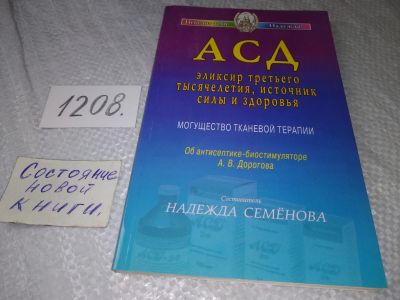 АСД
эликсир третьего
тысячелетия, источник
силы и здоровья
МОГУЩЕСТВО ТКАНЕВОЙ ТЕРАПИИ
Об антисептике-биостимуляторе
А. В. Дорогова
Составитель
НАДЕЖДА СЕМЁНОВА
1208.
Состояние
новой
книги.